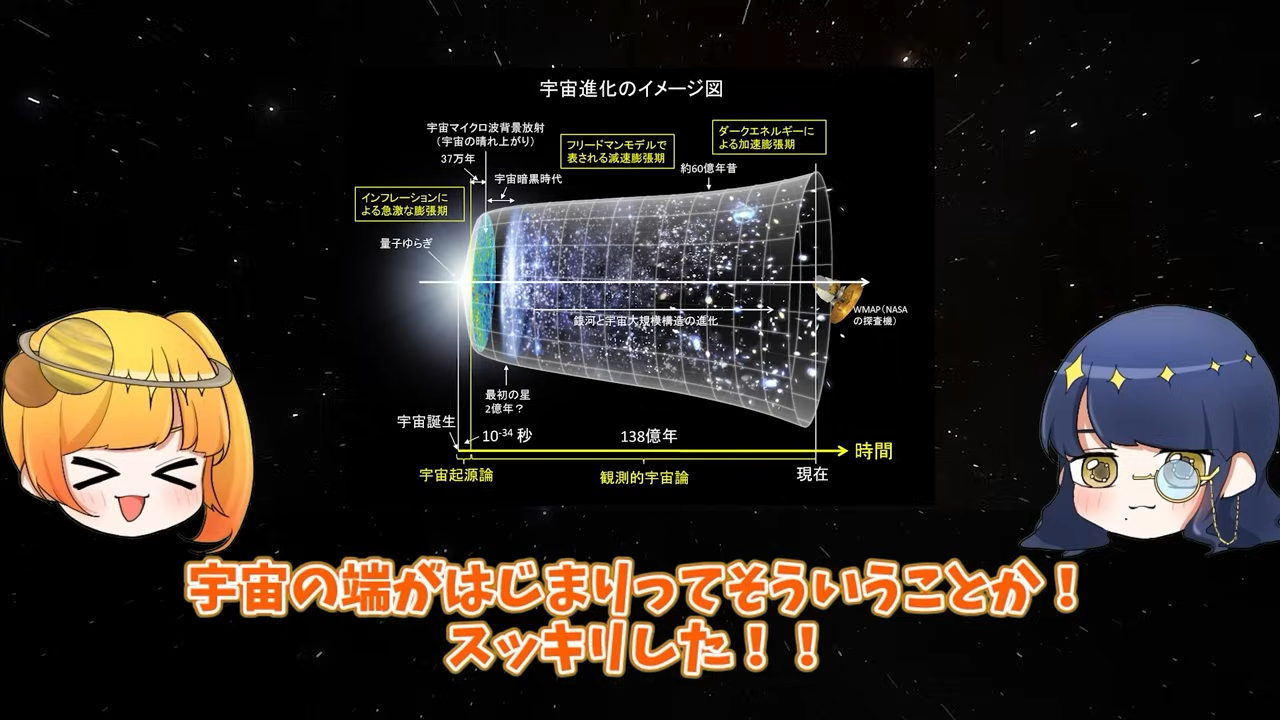 宇宙進化のイメージ図
宇宙マイクロ波背景放射
(宇宙の晴れ上がり)
37万年
宇宙暗黒時代
フリードマンモデルで
表される減速膨張期
ダークエネルギーに
よる加速膨張期
約60億年昔
インフレーションに
よる急激な膨張期
量子ゆらぎ
WMAP(NASA
の探査機)
銀河と宇宙大規模構造の進化
最初の星
2億年?
宇宙誕生
10-34 秒
138億年
時間
宇宙起源論
観測的宇宙論
現在
宇宙の端がはじまりってそういうことか!
スッキリした!!